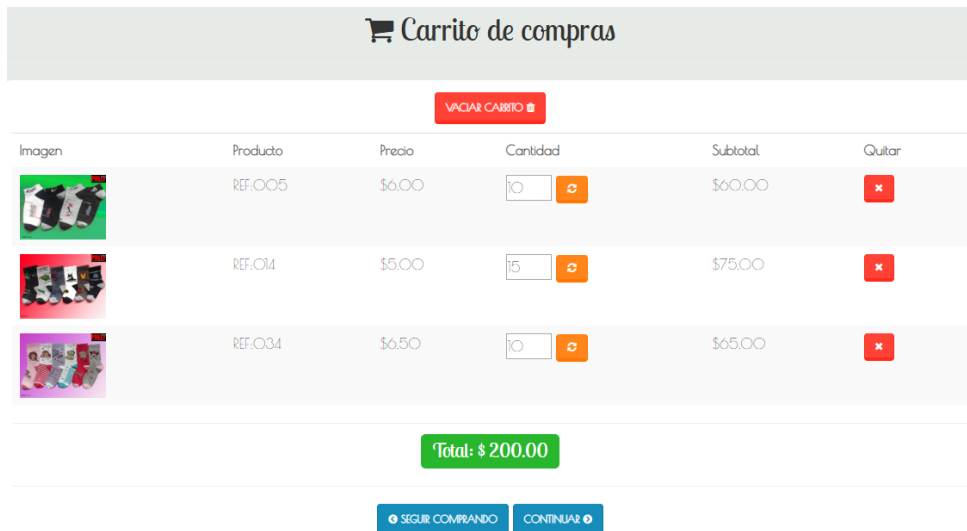 Carrito de compras
VACIAR CARRITO
Imagen Producto Precio Cantidad Subtotal Quitar
REF:005 $6.00 10 $60.00
REF:014 $5.00 15 $75.00
REF:034 $6.50 10 $65.00
Total: $ 200.00
SEGUIR COMPRANDO CONTINUAR